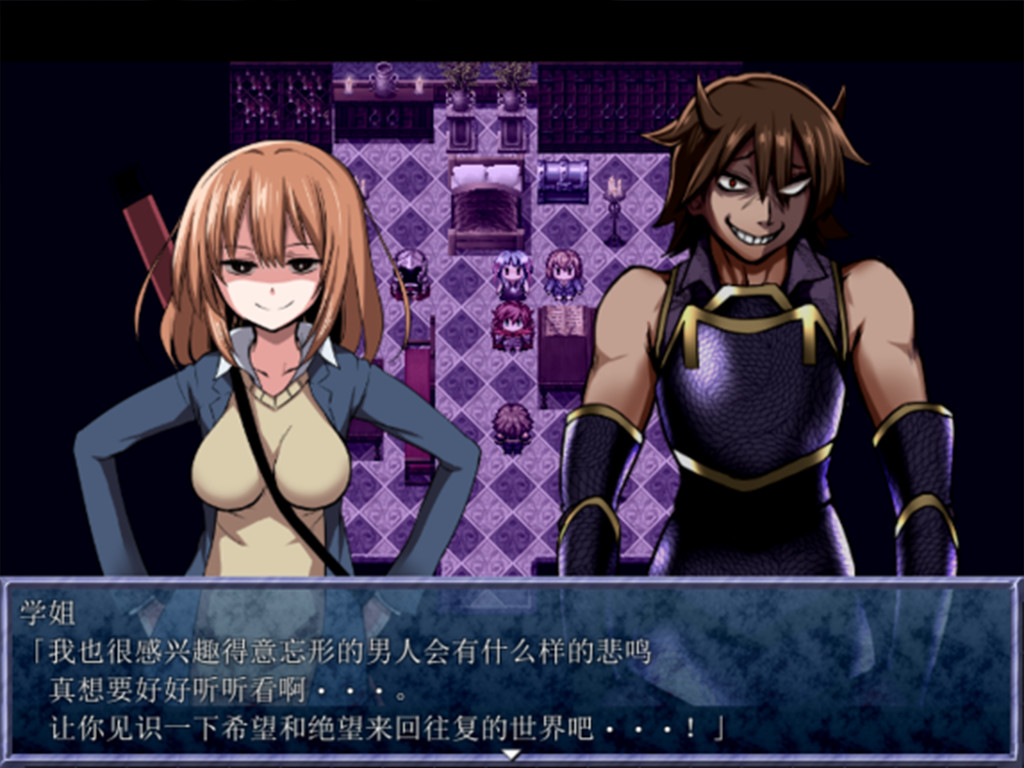 学姐
「我也很感兴趣得意忘形的男人会有什么样的悲鸣
真想要好好听听看啊・・・。
让你见识一下希望和绝望来回往复的世界吧・・・！」